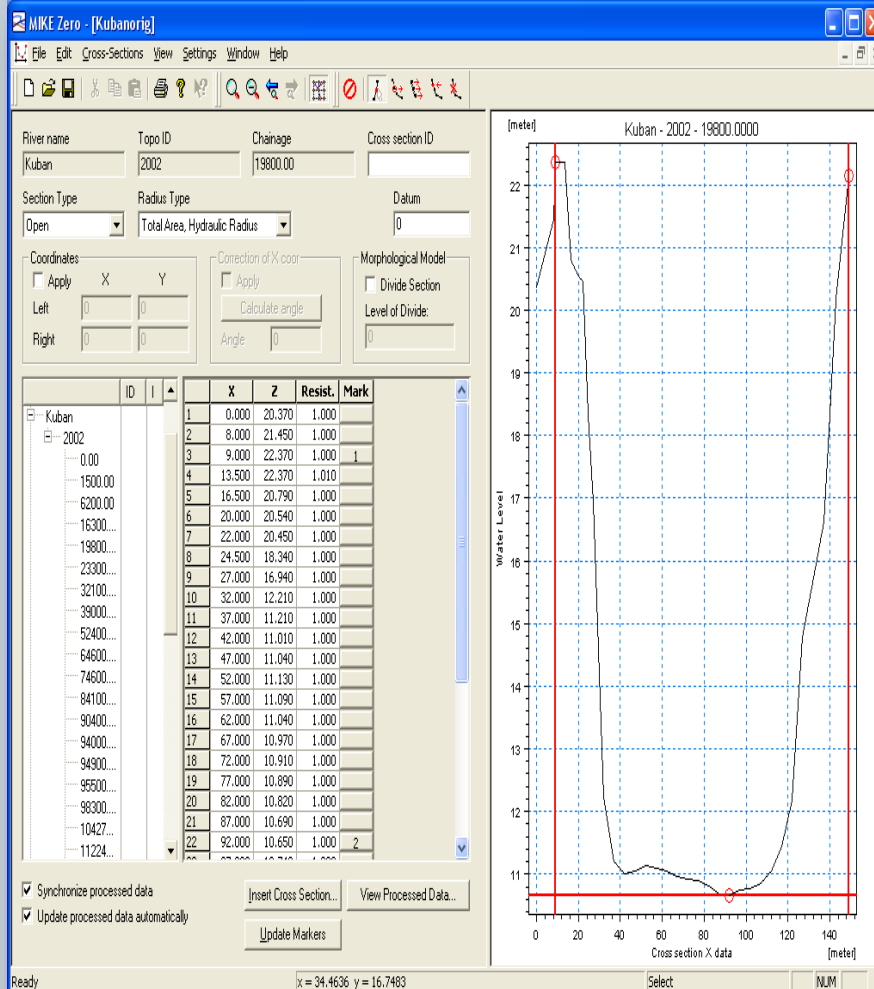 MIKE Zero - [Kubanorig]
File Edit Cross-Sections View Settings Window Help
River name Topo ID Chainage Cross section ID
Kuban 2002 19800.00
Section Type Radius Type Datum
Open Total Area, Hydraulic Radius 0
Coordinates Correction of X coor Morphological Model
Apply X Y Apply Divide Section
Left 0 0 Calculate angle Level of Divide:
Right 0 0 Angle 0 0
ID I
Kuban
2002
0.00
1500.00
6200.00
16300....
19800....
23300....
32100....
39000....
52400....
64600....
74600....
84100....
90400....
94000....
94900....
95500....
98300....
10427...
11224...
X Z Resist. Mark
1 0.000 20.370 1.000
2 8.000 21.450 1.000
3 9.000 22.370 1.000 1
4 13.500 22.370 1.010
5 16.500 20.790 1.000
6 20.000 20.540 1.000
7 22.000 20.450 1.000
8 24.500 18.340 1.000
9 27.000 16.940 1.000
10 32.000 12.210 1.000
11 37.000 11.210 1.000
12 42.000 11.010 1.000
13 47.000 11.040 1.000
14 52.000 11.130 1.000
15 57.000 11.090 1.000
16 62.000 11.040 1.000
17 67.000 10.970 1.000
18 72.000 10.910 1.000
19 77.000 10.890 1.000
20 82.000 10.820 1.000
21 87.000 10.690 1.000
22 92.000 10.650 1.000 2
Synchronize processed data
Update processed data automatically
Insert Cross Section... View Processed Data...
Update Markers
[meter] Kuban - 2002 - 19800.0000
22
21
20
19
18
17
16
15
14
13
12
11
Water Level
0 20 40 60 80 100 120 140
Cross section X data [meter]
Ready x = 34.4636 y = 16.7483 Select NUM